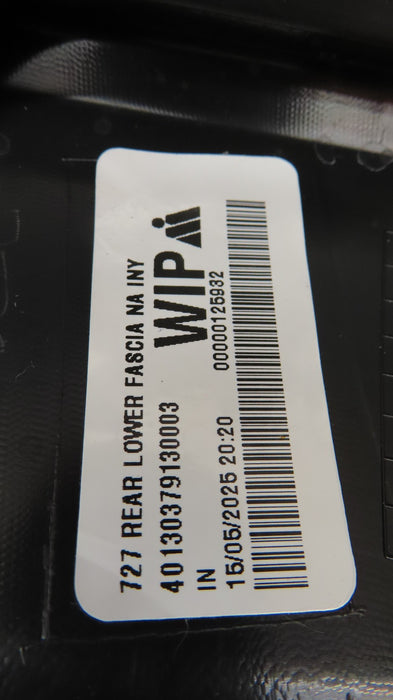 727 REAR LOWER FASCIA NA INY
40130379130003
WIP
IN
15/05/2025 20:20
00000125932